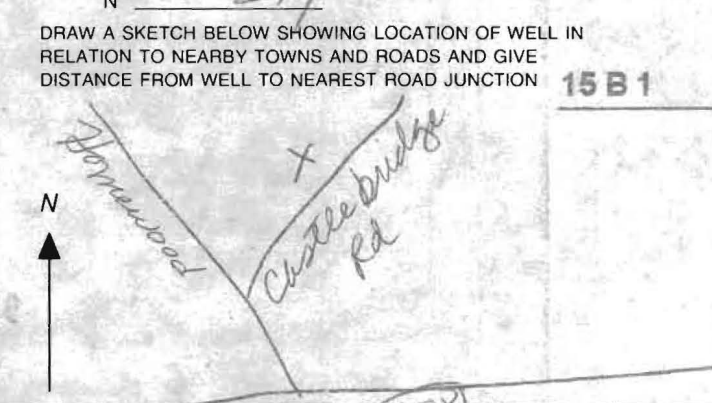 N
DRAW A SKETCH BELOW SHOWING LOCATION OF WELL IN
RELATION TO NEARBY TOWNS AND ROADS AND GIVE
DISTANCE FROM WELL TO NEAREST ROAD JUNCTION
15 B 1
Homewood
X
Castlebridge
Rd
N